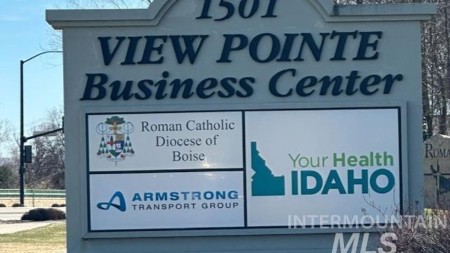 1501
VIEW POINTE
Business Center
Roman Catholic
Diocese of
Boise
ARMSTRONG
TRANSPORT GROUP
Your Health
IDAHO
INTERMOUNTAIN
MLS